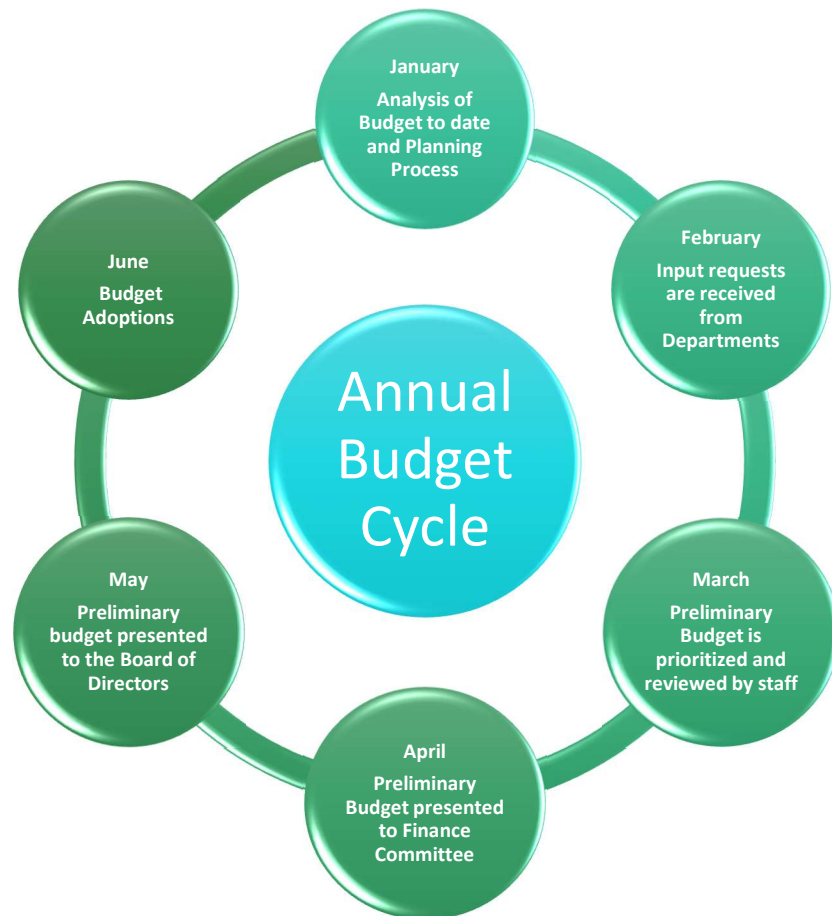 January
Analysis of
Budget to date
and Planning
Process
February
Input requests
are received
from
Departments
March
Preliminary
Budget is
prioritized and
reviewed by staff
April
Preliminary
Budget presented
to Finance
Committee
May
Preliminary
budget presented
to the Board of
Directors
June
Budget
Adoptions
Annual
Budget
Cycle